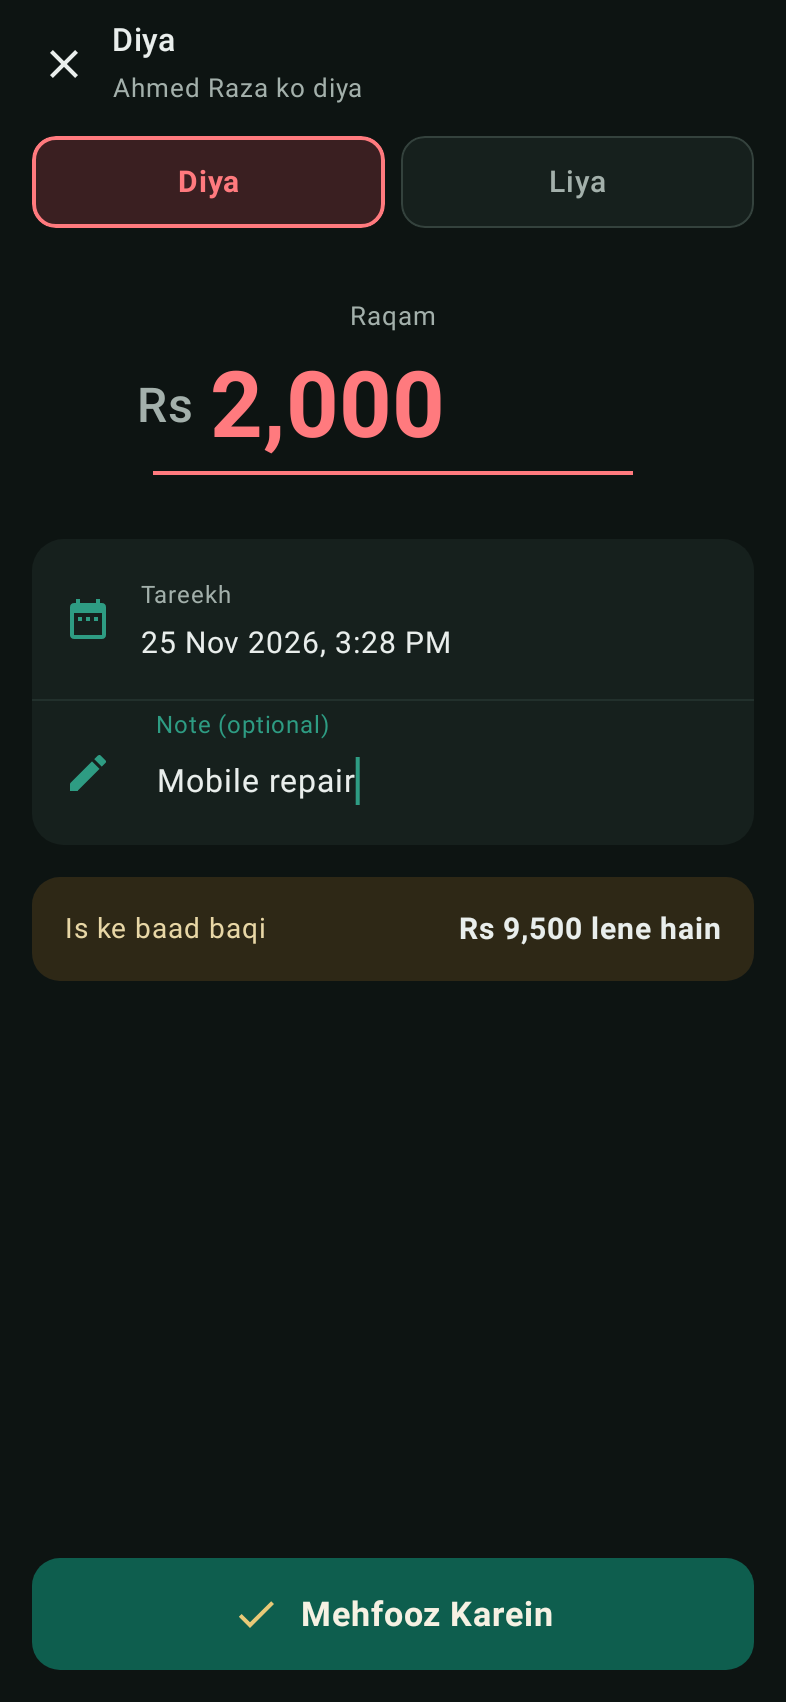 Diya
Ahmed Raza ko diya
Diya
Liya
Raqam
Rs 2,000
Tareekh
25 Nov 2026, 3:28 PM
Note (optional)
Mobile repair
Is ke baad baqi
Rs 9,500 lene hain
Mehfooz Karein